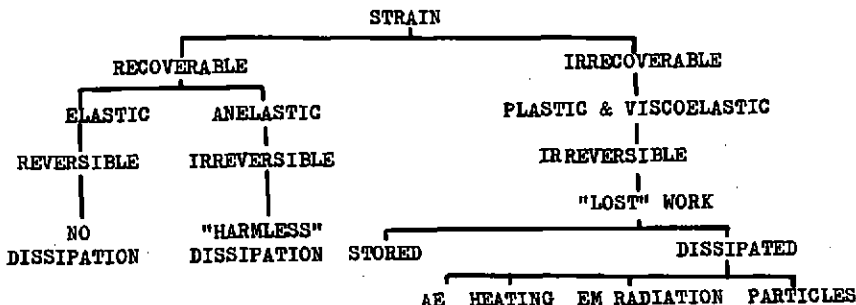 STRAIN
RECOVERABLE
IRRECOVERABLE
ELASTIC
ANELASTIC
PLASTIC & VISCOELASTIC
REVERSIBLE
IRREVERSIBLE
IRREVERSIBLE
"LOST" WORK
NO
DISSIPATION
"HARMLESS"
DISSIPATION
STORED
DISSIPATED
AE
HEATING
EM RADIATION
PARTICLES